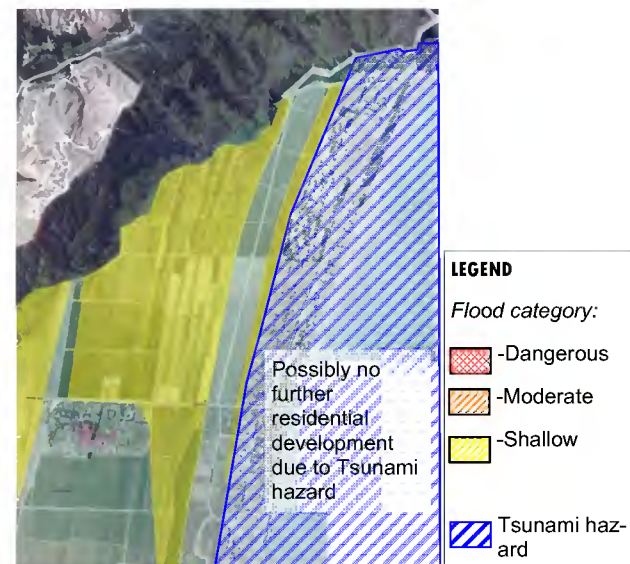 Possibly no
further
residential
development
due to Tsunami
hazard
LEGEND
Flood category:
-Dangerous
-Moderate
-Shallow
Tsunami haz-
ard